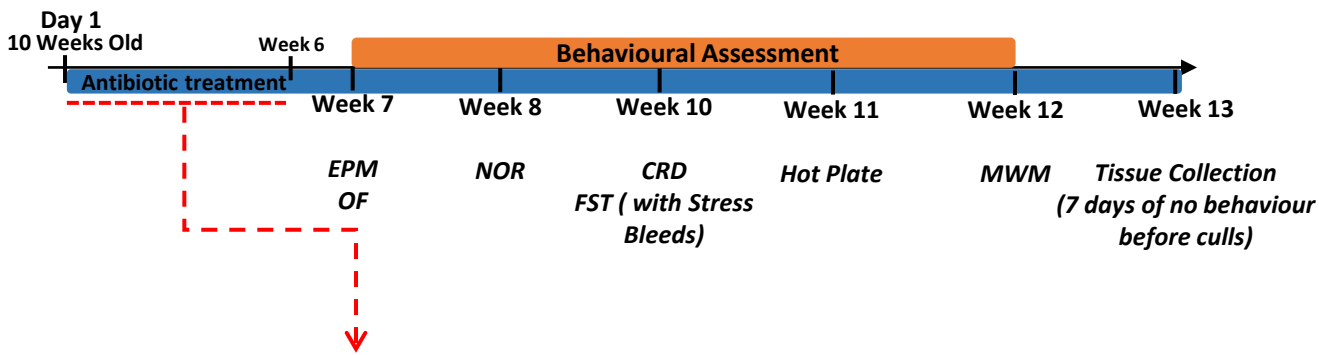 Day 1
10 Weeks Old
Week 6
Behavioural Assessment
Antibiotic treatment
Week 7
Week 8
Week 10
Week 11
Week 12
Week 13
EPM
OF
NOR
CRD
FST ( with Stress
Bleeds)
Hot Plate
MWM
Tissue Collection
(7 days of no behaviour
before culls)